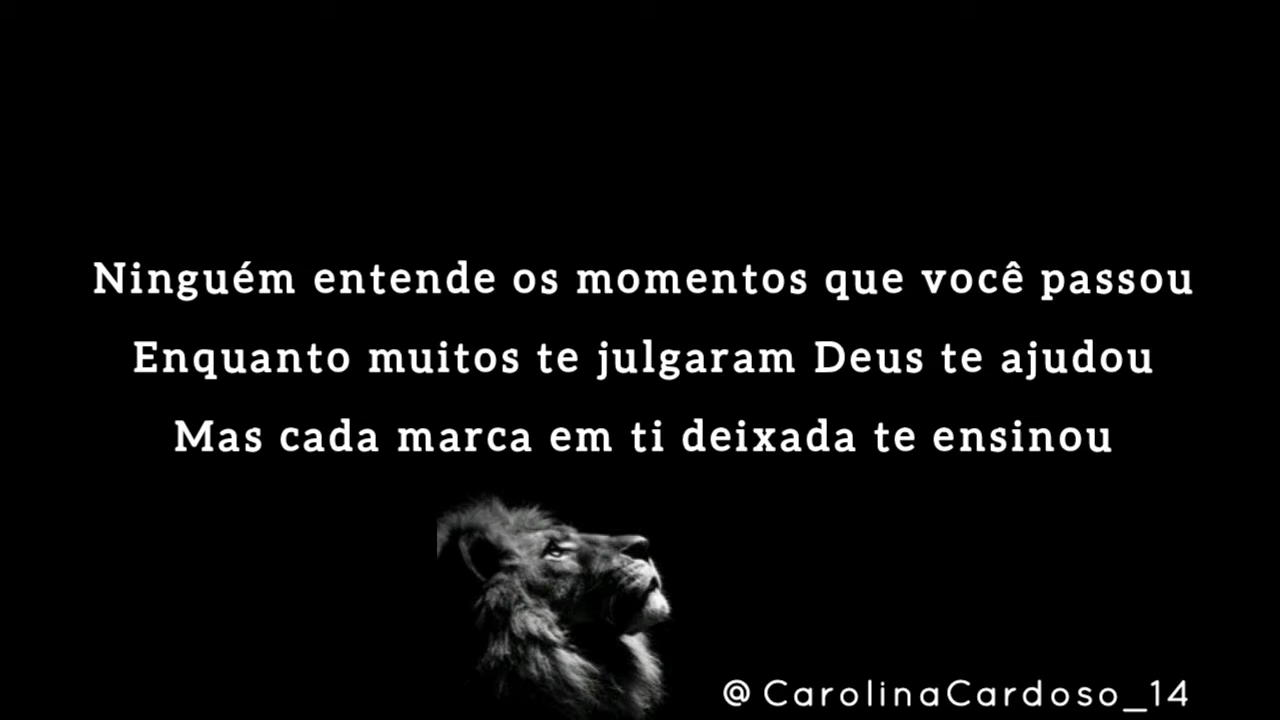 Ninguém entende os momentos que você passou
Enquanto muitos te julgaram Deus te ajudou
Mas cada marca em ti deixada te ensinou
@CarolinaCardoso_14